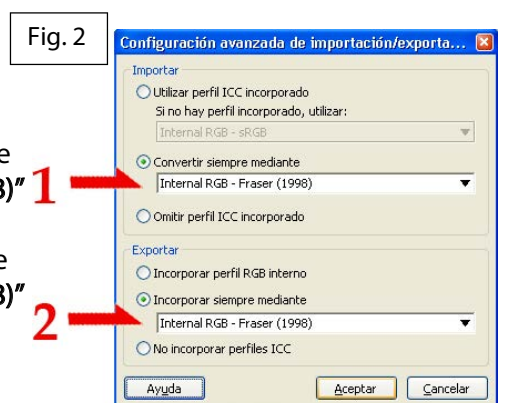 Fig. 2
Configuración avanzada de importación/exporta...
Importar
Utilizar perfil ICC incorporado
Si no hay perfil incorporado, utilizar:
Internal RGB - sRGB
Convertir siempre mediante
Internal RGB - Fraser (1998)
Omitir perfil ICC incorporado
e
8)" 1
Exportar
Incorporar perfil RGB interno
Incorporar siempre mediante
Internal RGB - Fraser (1998)
No incorporar perfiles ICC
e
8)" 2
Ayuda
Aceptar
Cancelar